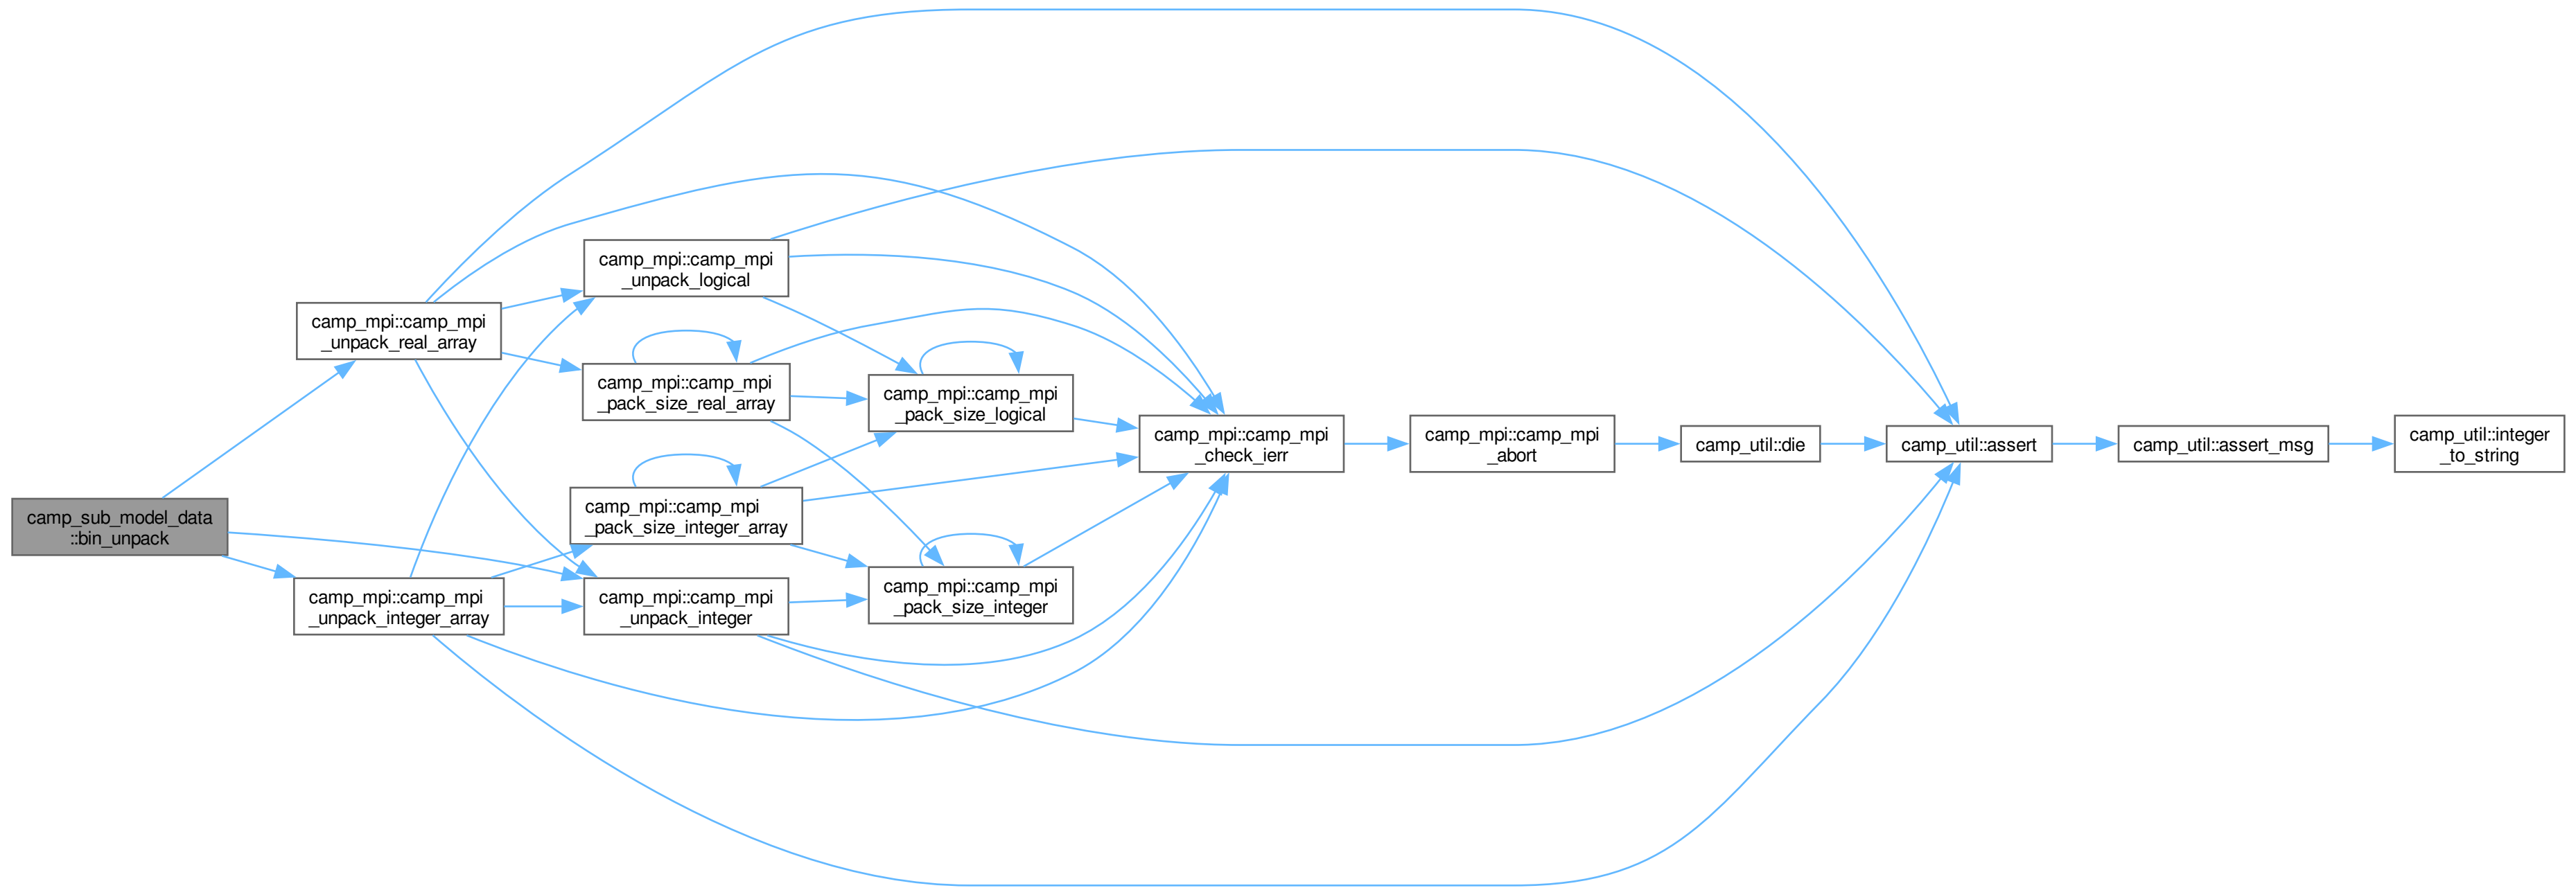 camp_sub_model_data
::bin_unpack
camp_mpi::camp_mpi
_unpack_real_array
camp_mpi::camp_mpi
_unpack_integer_array
camp_mpi::camp_mpi
_unpack_logical
camp_mpi::camp_mpi
_pack_size_real_array
camp_mpi::camp_mpi
_pack_size_integer_array
camp_mpi::camp_mpi
_unpack_integer
camp_mpi::camp_mpi
_pack_size_logical
camp_mpi::camp_mpi
_pack_size_integer
camp_mpi::camp_mpi
_check_ierr
camp_mpi::camp_mpi
_abort
camp_util::die
camp_util::assert
camp_util::assert_msg
camp_util::integer
_to_string